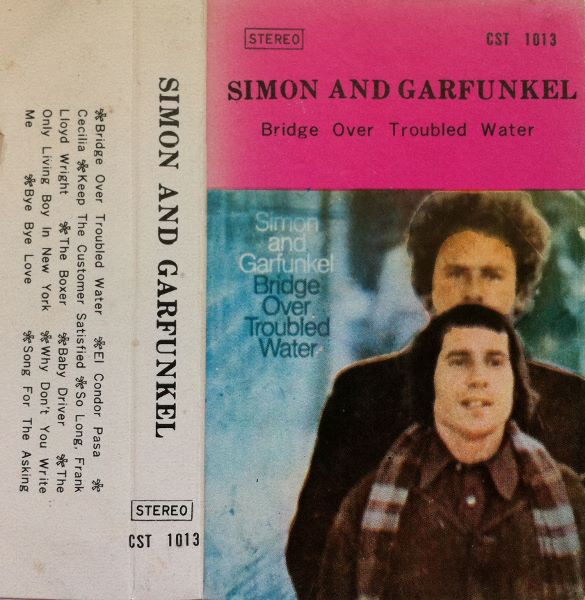 ❀Bridge Over Troubled Water ❀El Condor Pasa ❀
Cecilia ❀Keep The Customer Satisfied ❀So Long, Frank
Lloyd Wright ❀The Boxer ❀Baby Driver ❀The
Only Living Boy In New York ❀Why Don't You Write
Me ❀Bye Bye Love ❀Song For The Asking
SIMON AND GARFUNKEL
STEREO
CST 1013
STEREO
CST 1013
SIMON AND GARFUNKEL
Bridge Over Troubled Water
Simon
and
Garfunkel
Bridge
Over
Troubled
Water